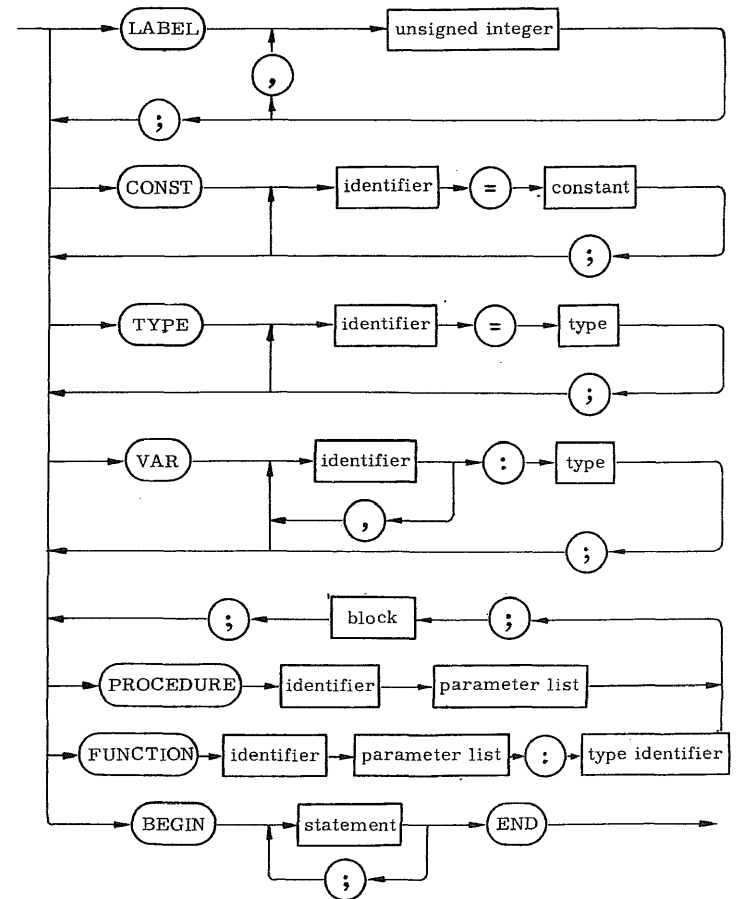 LABEL unsigned integer
,
;
CONST identifier = constant
;
TYPE identifier = type
;
VAR identifier : type
,
;
; block ;
PROCEDURE identifier parameter list
FUNCTION identifier parameter list : type identifier
BEGIN statement END
;